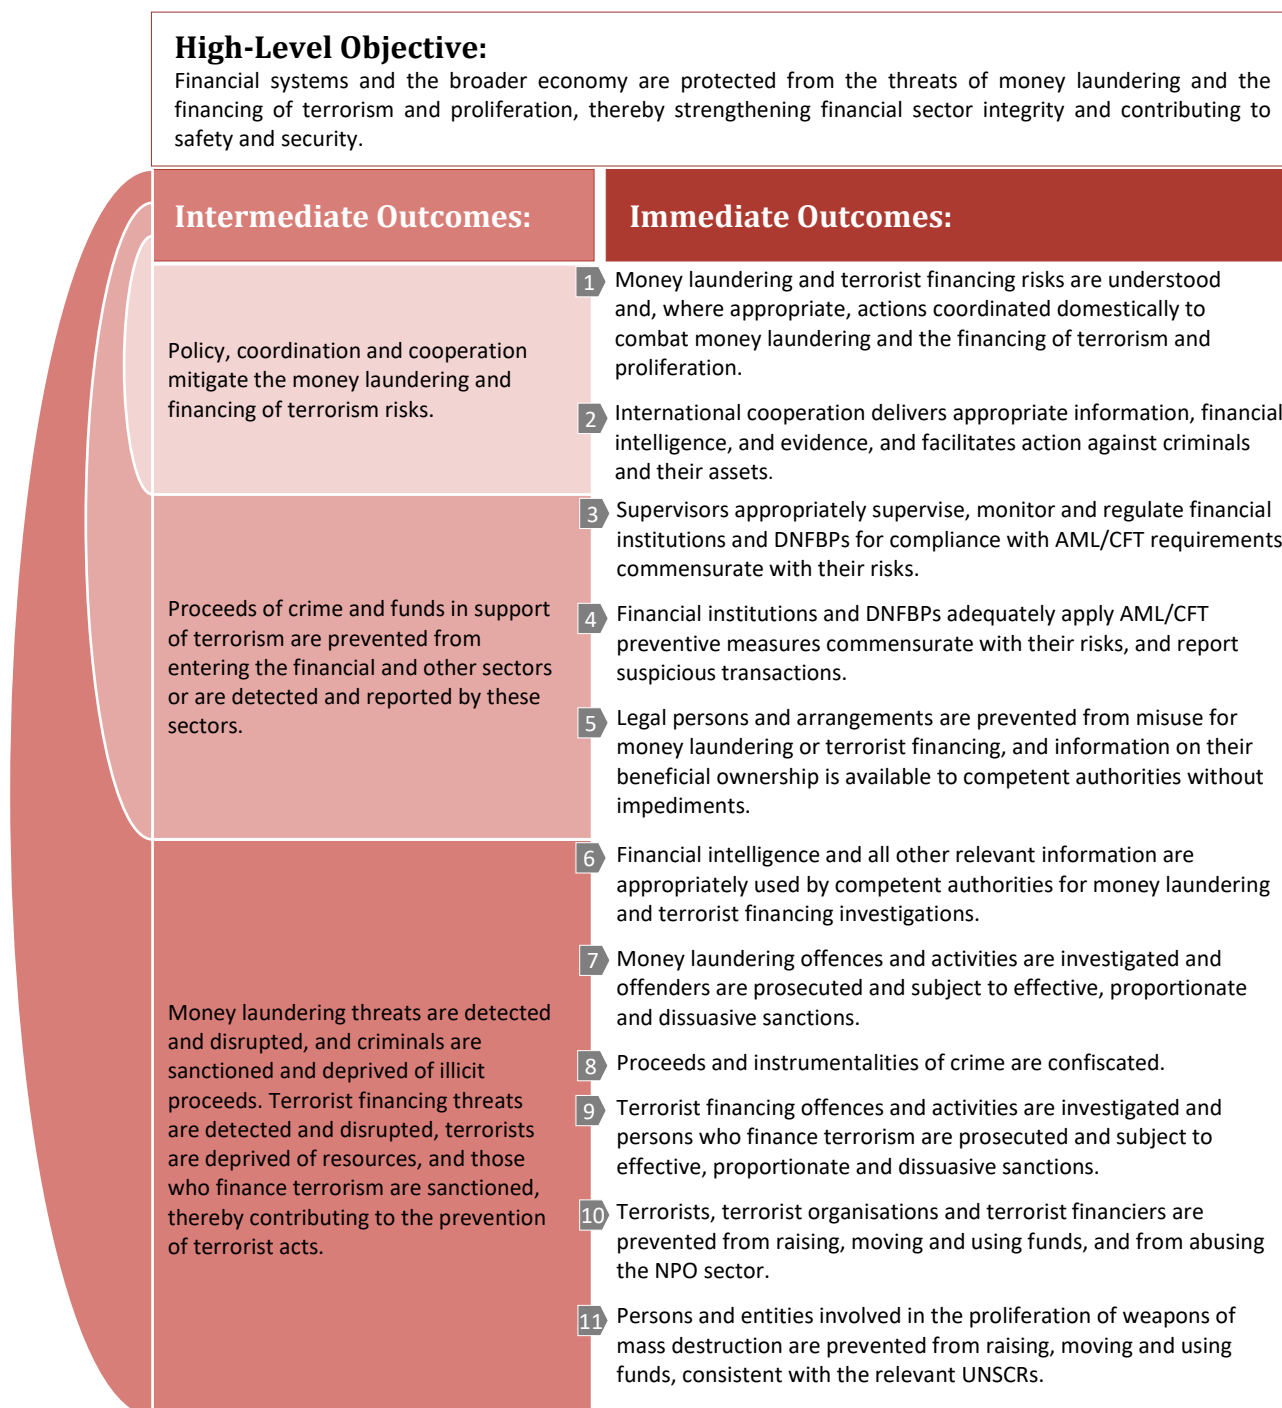 High-Level Objective:
Financial systems and the broader economy are protected from the threats of money laundering and the
financing of terrorism and proliferation, thereby strengthening financial sector integrity and contributing to
safety and security.
Intermediate Outcomes:
Immediate Outcomes:
Policy, coordination and cooperation
mitigate the money laundering and
financing of terrorism risks.
1 Money laundering and terrorist financing risks are understood
and, where appropriate, actions coordinated domestically to
combat money laundering and the financing of terrorism and
proliferation.
2 International cooperation delivers appropriate information, financial
intelligence, and evidence, and facilitates action against criminals
and their assets.
Proceeds of crime and funds in support
of terrorism are prevented from
entering the financial and other sectors
or are detected and reported by these
sectors.
3 Supervisors appropriately supervise, monitor and regulate financial
institutions and DNFBPs for compliance with AML/CFT requirements
commensurate with their risks.
4 Financial institutions and DNFBPs adequately apply AML/CFT
preventive measures commensurate with their risks, and report
suspicious transactions.
5 Legal persons and arrangements are prevented from misuse for
money laundering or terrorist financing, and information on their
beneficial ownership is available to competent authorities without
impediments.
Money laundering threats are detected
and disrupted, and criminals are
sanctioned and deprived of illicit
proceeds. Terrorist financing threats
are detected and disrupted, terrorists
are deprived of resources, and those
who finance terrorism are sanctioned,
thereby contributing to the prevention
of terrorist acts.
6 Financial intelligence and all other relevant information are
appropriately used by competent authorities for money laundering
and terrorist financing investigations.
7 Money laundering offences and activities are investigated and
offenders are prosecuted and subject to effective, proportionate
and dissuasive sanctions.
8 Proceeds and instrumentalities of crime are confiscated.
9 Terrorist financing offences and activities are investigated and
persons who finance terrorism are prosecuted and subject to
effective, proportionate and dissuasive sanctions.
10 Terrorists, terrorist organisations and terrorist financiers are
prevented from raising, moving and using funds, and from abusing
the NPO sector.
11 Persons and entities involved in the proliferation of weapons of
mass destruction are prevented from raising, moving and using
funds, consistent with the relevant UNSCRs.